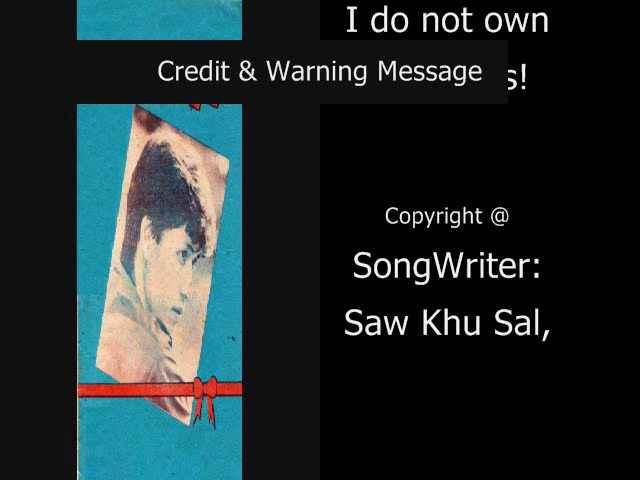 I do not own
Credit & Warning Message
s!
Copyright @
SongWriter:
Saw Khu Sal,